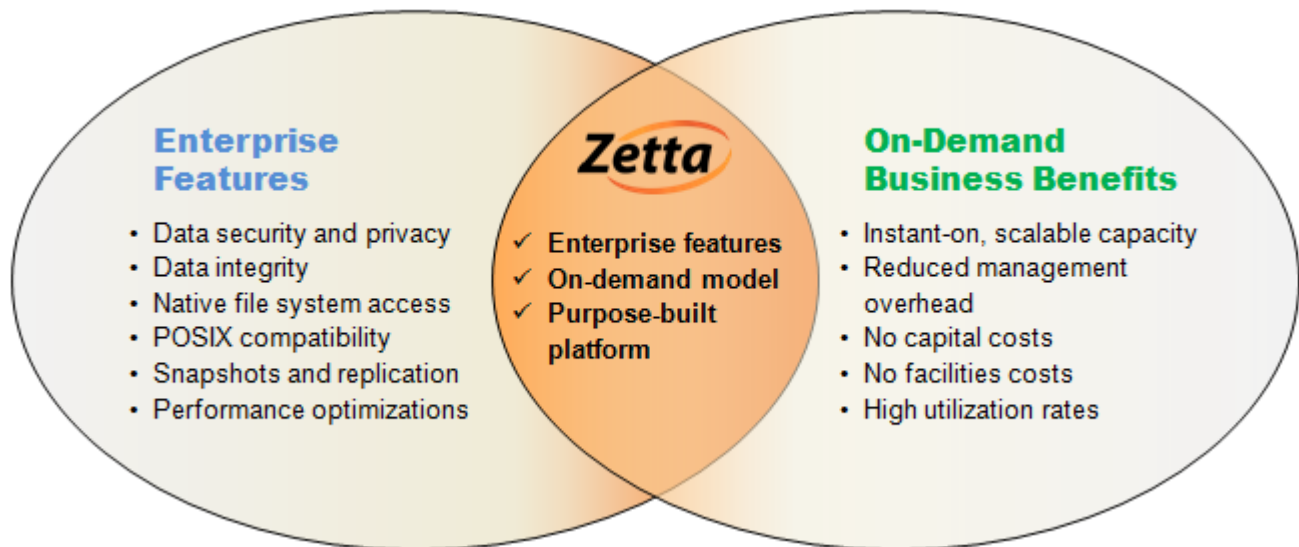 Enterprise
Features
• Data security and privacy
• Data integrity
• Native file system access
• POSIX compatibility
• Snapshots and replication
• Performance optimizations
Zetta
✓ Enterprise features
✓ On-demand model
✓ Purpose-built
platform
On-Demand
Business Benefits
• Instant-on, scalable capacity
• Reduced management
overhead
• No capital costs
• No facilities costs
• High utilization rates